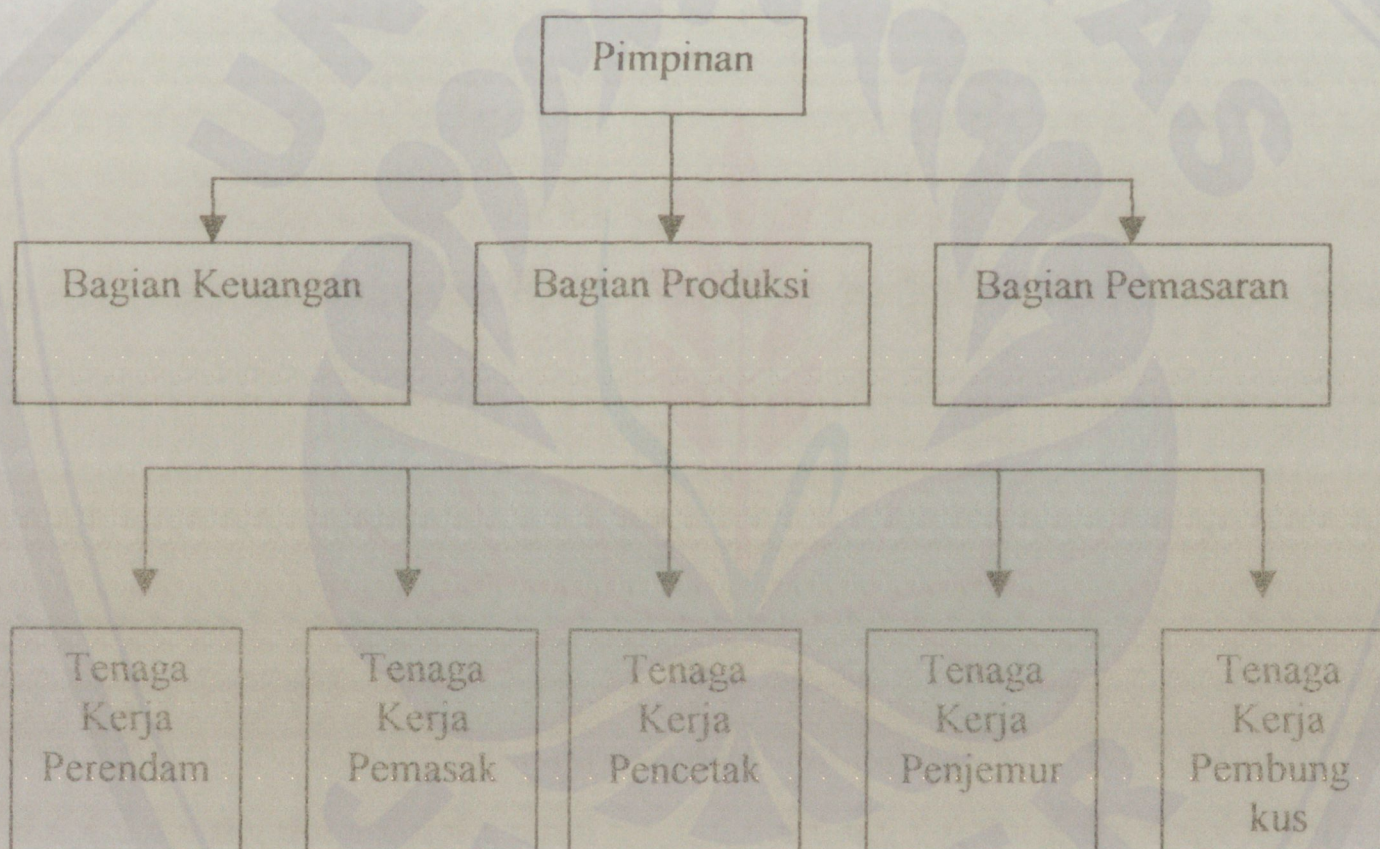 Pimpinan
Bagian Keuangan
Bagian Produksi
Bagian Pemasaran
Tenaga
Kerja
Perendam
Tenaga
Kerja
Pemasak
Tenaga
Kerja
Pencetak
Tenaga
Kerja
Penjemur
Tenaga
Kerja
Pembung
kus